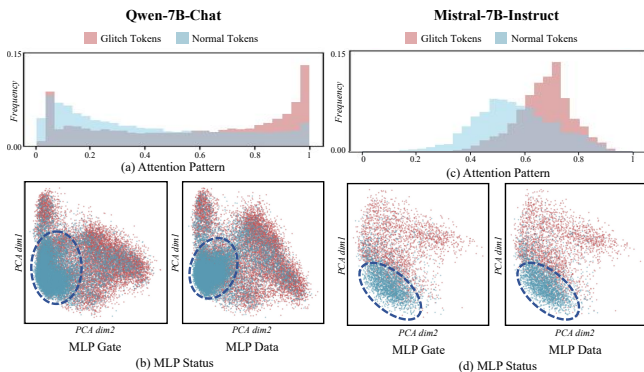 Qwen-7B-Chat
Glitch Tokens Normal Tokens
0.15
Frequency
0.00
0 0.2 0.4 0.6 0.8 1
(a) Attention Pattern
PCA dim1
PCA dim2
MLP Gate
PCA dim1
PCA dim2
MLP Data
(b) MLP Status
Mistral-7B-Instruct
Glitch Tokens Normal Tokens
0.15
Frequency
0.00
0 0.2 0.4 0.6 0.8 1
(c) Attention Pattern
PCA dim1
PCA dim2
MLP Gate
PCA dim1
PCA dim2
MLP Data
(d) MLP Status